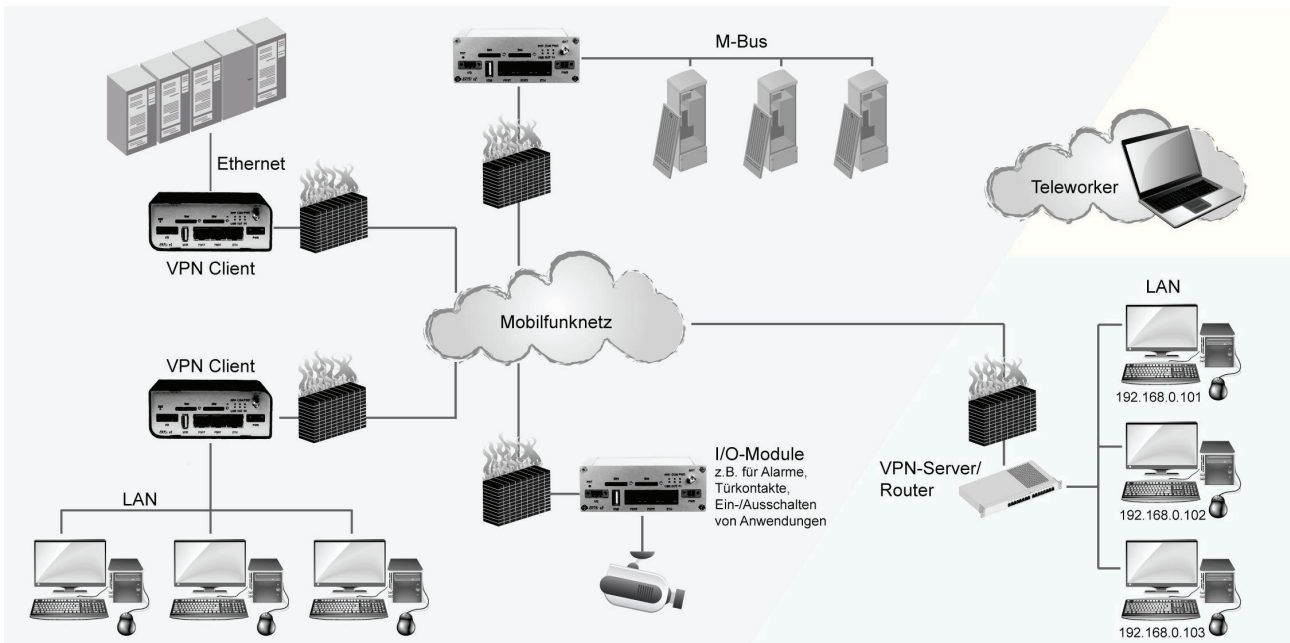 M-Bus
Ethernet
VPN Client
Teleworker
Mobilfunknetz
LAN
192.168.0.101
VPN Client
I/O-Module
z.B. für Alarme,
Türkontakte,
Ein-/Ausschalten
von Anwendungen
VPN-Server/
Router
192.168.0.102
LAN
192.168.0.103